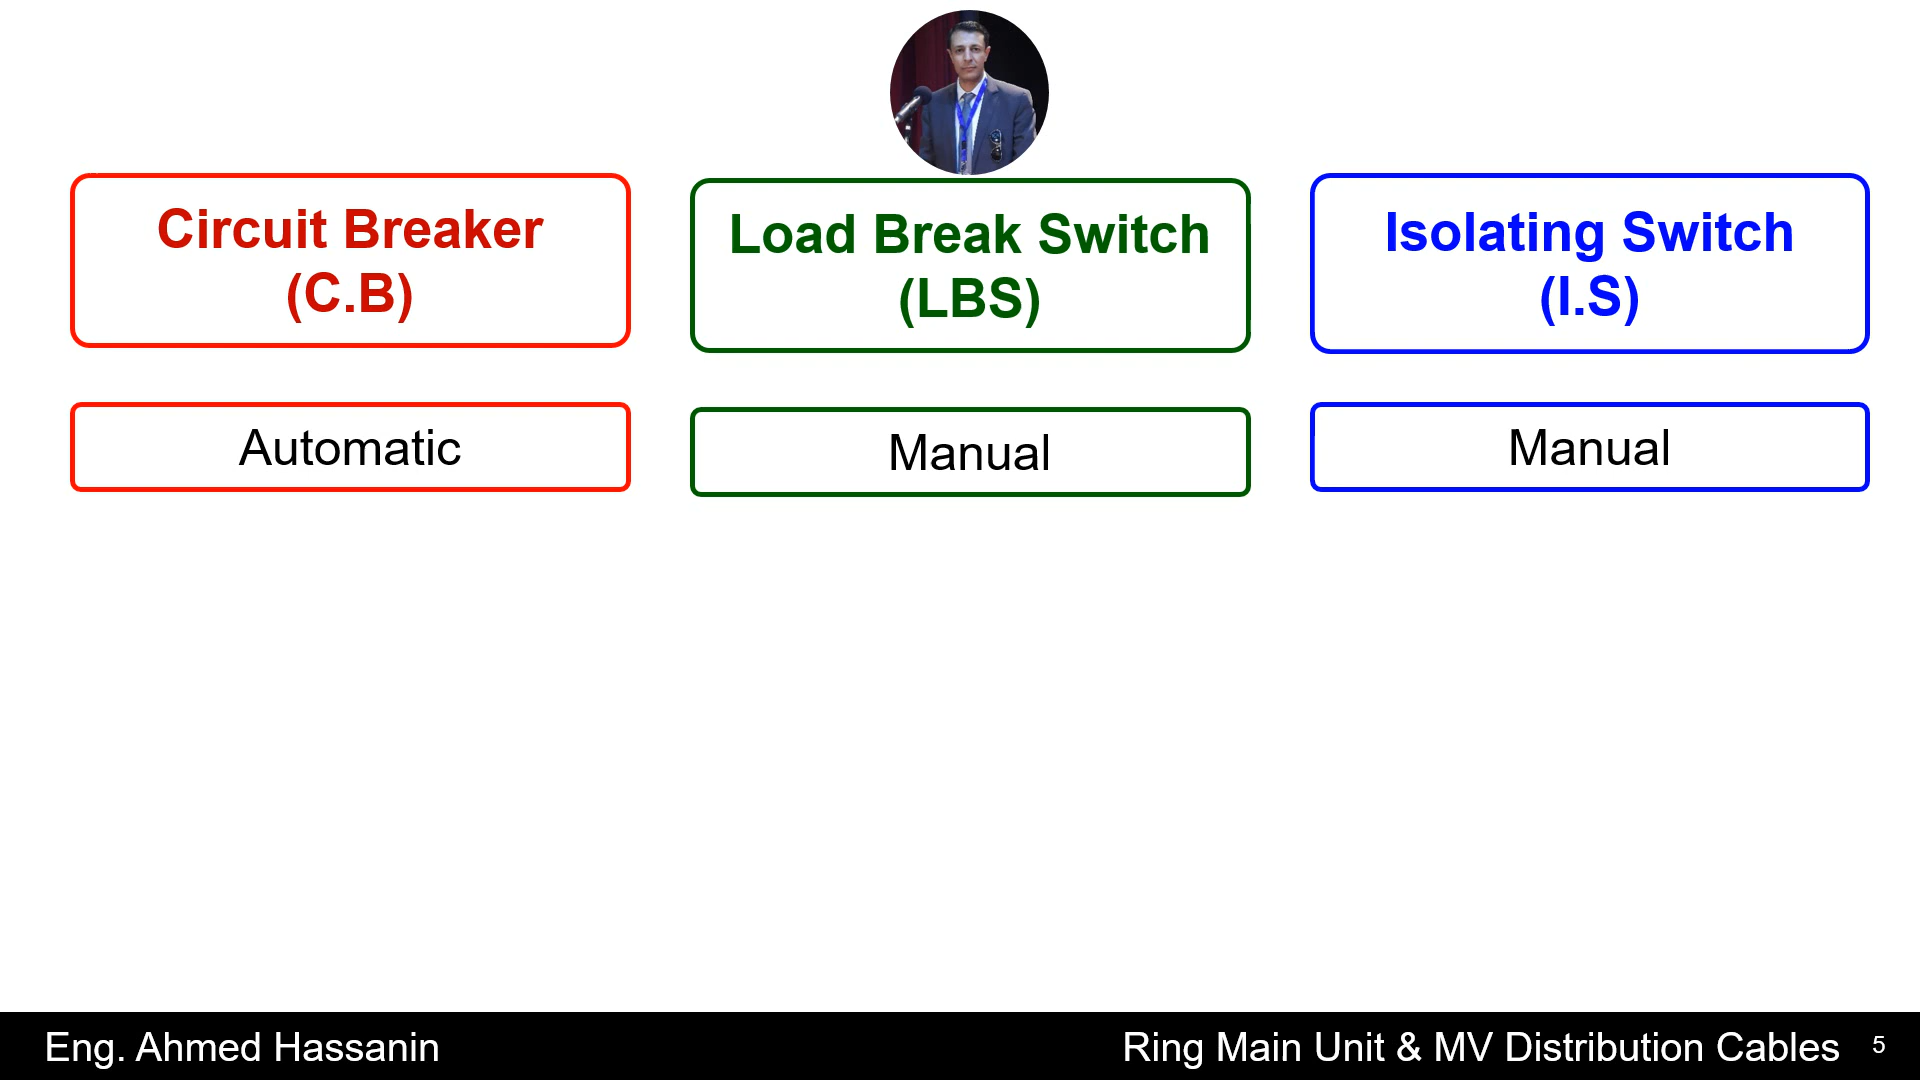 Circuit Breaker
(C.B)
Load Break Switch
(LBS)
Isolating Switch
(I.S)
Automatic
Manual
Manual
Eng. Ahmed Hassanin
Ring Main Unit & MV Distribution Cables
5